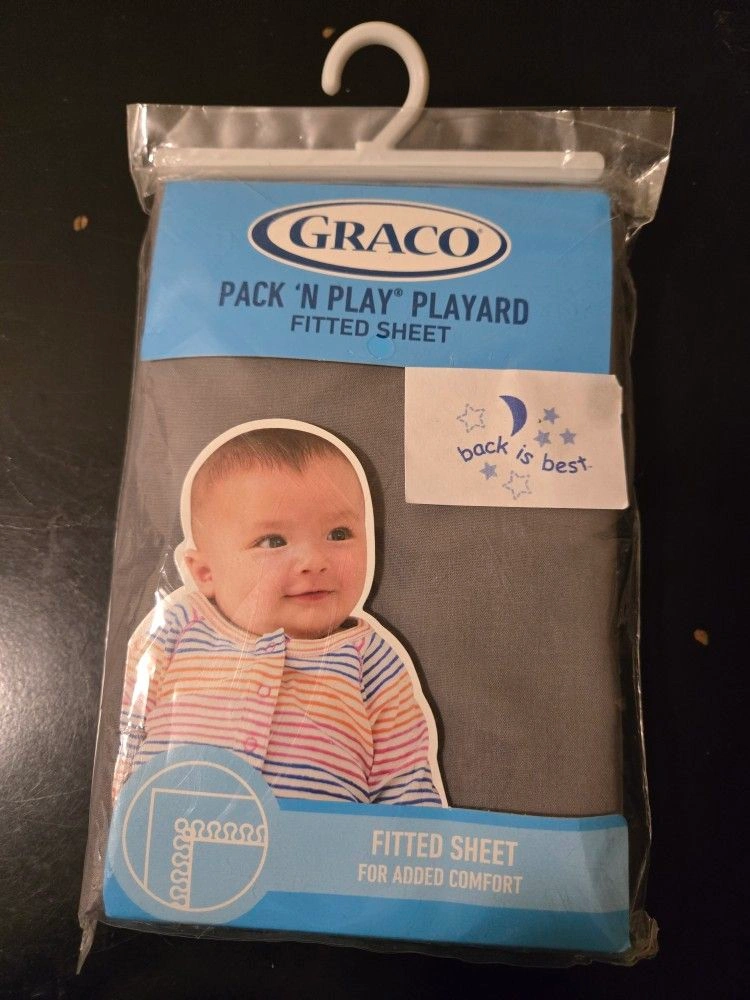 GRACO®
PACK 'N PLAY® PLAYARD
FITTED SHEET
back is best
FITTED SHEET
FOR ADDED COMFORT